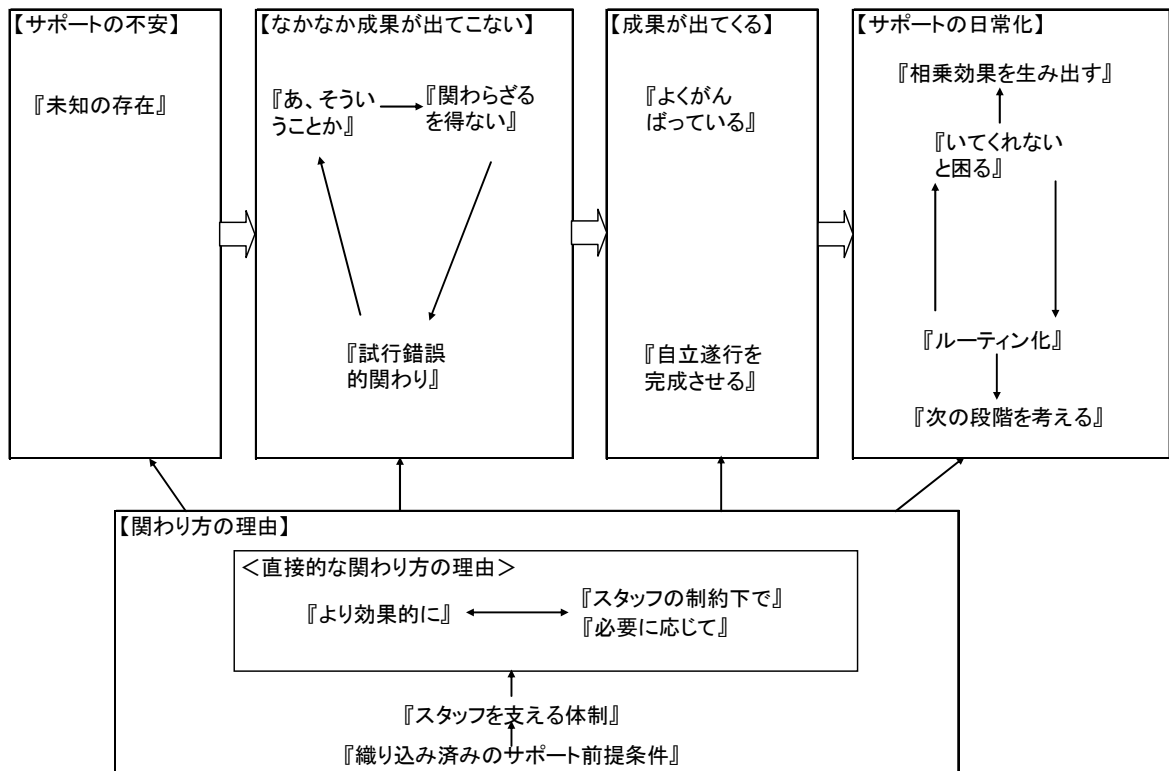 【サポートの不安】
『未知の存在』
【なかなか成果が出てこない】
『あ、そうい
うことか』
『関わらざる
を得ない』
『試行錯誤
的関わり』
【成果が出てくる】
『よくがん
ばっている』
『自立遂行を
完成させる』
【サポートの日常化】
『相乗効果を生み出す』
『いてくれない
と困る』
『ルーティン化』
『次の段階を考える』
【関わり方の理由】
＜直接的な関わり方の理由＞
『より効果的に』
『スタッフの制約下で』
『必要に応じて』
『スタッフを支える体制』
『織り込み済みのサポート前提条件』